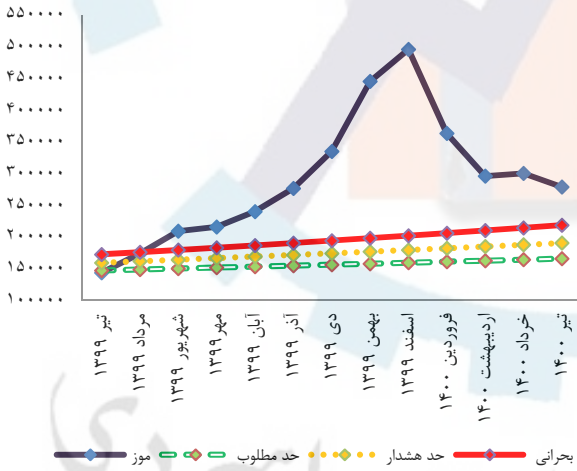 ۵۵۰۰۰۰
۵۰۰۰۰۰
۴۵۰۰۰۰
۴۰۰۰۰۰
۳۵۰۰۰۰
۳۰۰۰۰۰
۲۵۰۰۰۰
۲۰۰۰۰۰
۱۵۰۰۰۰
۱۰۰۰۰۰
تیر ۱۳۹۹
مرداد ۱۳۹۹
شهریور ۱۳۹۹
مهر ۱۳۹۹
آبان ۱۳۹۹
آذر ۱۳۹۹
دی ۱۳۹۹
بهمن ۱۳۹۹
اسفند ۱۳۹۹
فروردین ۱۴۰۰
اردیبهشت ۱۴۰۰
خرداد ۱۴۰۰
تیر ۱۴۰۰
موز
حد مطلوب
حد هشدار
بحرانی